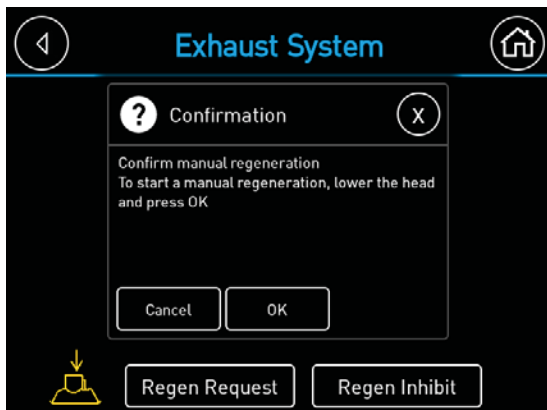 Exhaust System
? Confirmation X
Confirm manual regeneration
To start a manual regeneration, lower the head
and press OK
Cancel OK
Regen Request Regen Inhibit